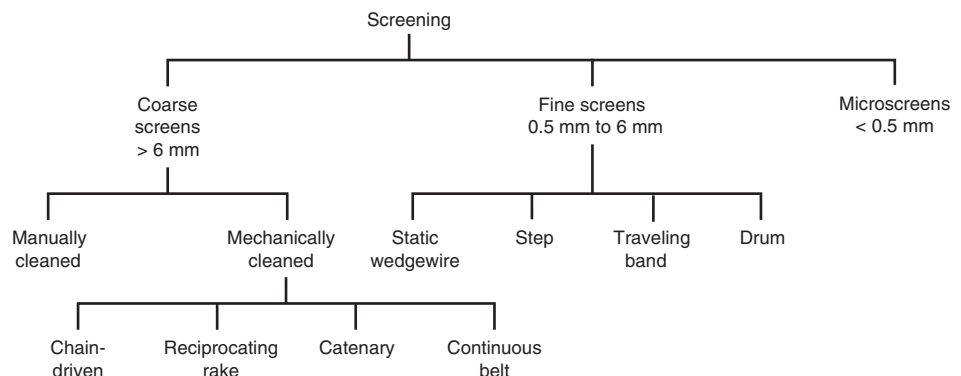 Screening
Coarse
screens
> 6 mm
Fine screens
0.5 mm to 6 mm
Microscreens
< 0.5 mm
Manually
cleaned
Mechanically
cleaned
Static
wedgewire
Step
Traveling
band
Drum
Chain-
driven
Reciprocating
rake
Catenary
Continuous
belt